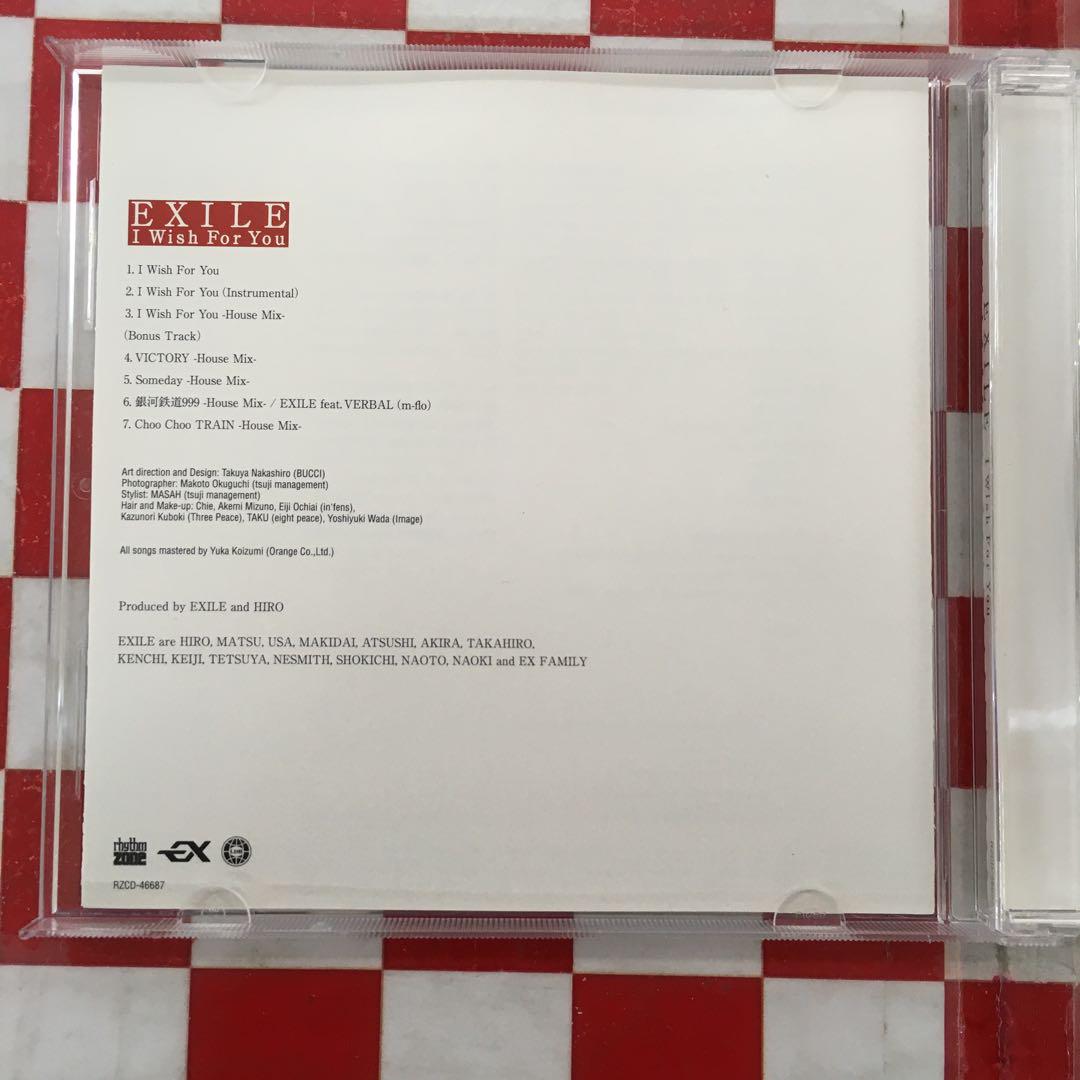 EXILE
I Wish For You
1. I Wish For You
2. I Wish For You (Instrumental)
3. I Wish For You -House Mix-
(Bonus Track)
4. VICTORY -House Mix-
5. Someday -House Mix-
6. 銀河鉄道999 -House Mix- / EXILE feat. VERBAL (m-flo)
7. Choo Choo TRAIN -House Mix-
Art direction and Design: Takuya Nakashiro (BUCCI)
Photographer: Makoto Okuguchi (tsuji management)
Stylist: MASAH (tsuji management)
Hair and Make-up: Chie, Akemi Mizuno, Eiji Ochiai (in'fens),
Kazunori Kuboki (Three Peace), TAKU (eight peace), Yoshiyuki Wada (Image)
All songs mastered by Yuka Koizumi (Orange Co.,Ltd.)
Produced by EXILE and HIRO
EXILE are HIRO, MATSU, USA, MAKIDAI, ATSUSHI, AKIRA, TAKAHIRO,
KENCHI, KEIJI, TETSUYA, NESMITH, SHOKICHI, NAOTO, NAOKI and EX FAMILY
rhythm
zone
EX
LDH
RZCD-46687
EXILE I Wish For You